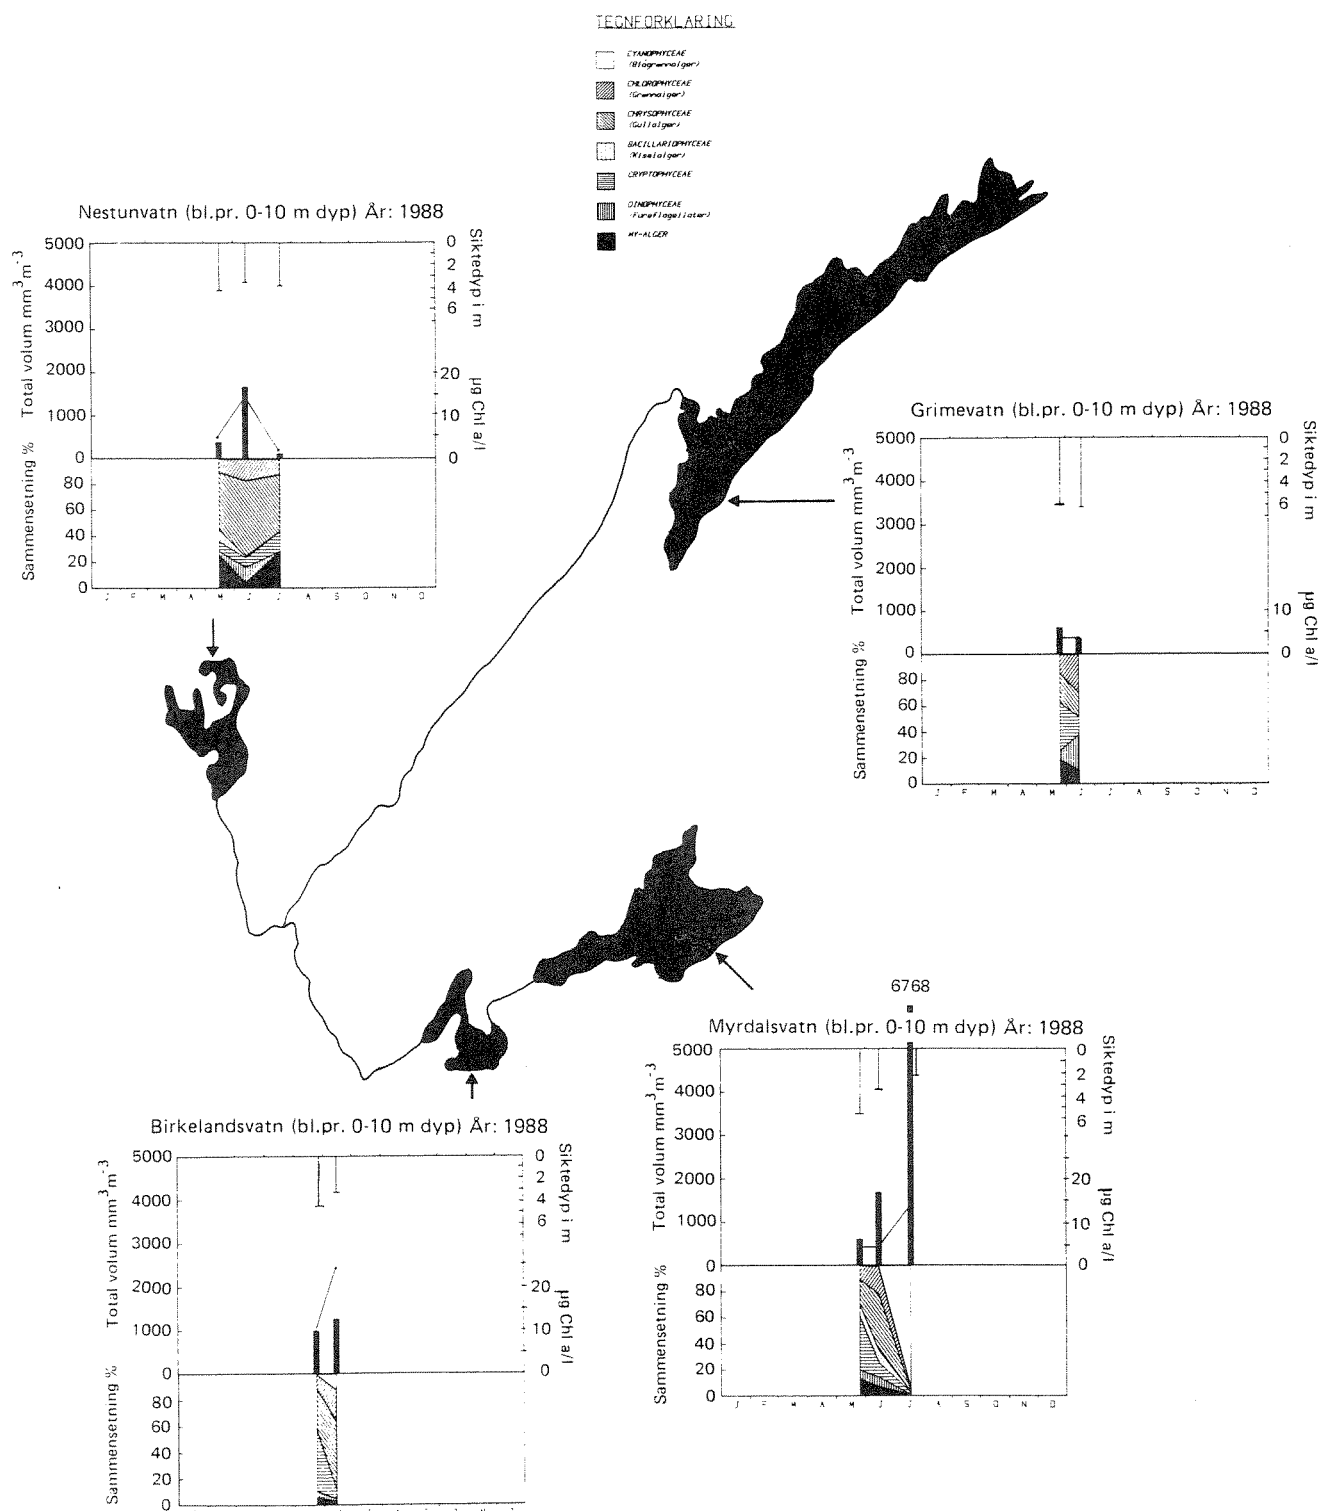 TEGNFORKLARING
CYANOPHYCEAE
(Blågrønnalger)
CHLOROPHYCEAE
(Grønnalger)
CHRYSOPHYCEAE
(Gullalger)
BACILLARIOPHYCEAE
(Kiselalger)
CRYPTOPHYCEAE
DINOPHYCEAE
(Fureflagellater)
MY-ALGER
Nestunvatn (bl.pr. 0-10 m dyp) År: 1988
Total volum mm³m⁻³
5000
4000
3000
2000
1000
0
Siktedyp i m
0
2
4
6
µg Chl a/l
20
10
0
Sammensetning %
80
60
40
20
0
J F M A M J J A S O N D
Grimevatn (bl.pr. 0-10 m dyp) År: 1988
Total volum mm³m⁻³
5000
4000
3000
2000
1000
0
Siktedyp i m
0
2
4
6
µg Chl a/l
10
0
Sammensetning %
80
60
40
20
0
J F M A M J J A S O N D
6768
Myrdalsvatn (bl.pr. 0-10 m dyp) År: 1988
Total volum mm³m⁻³
5000
4000
3000
2000
1000
0
Siktedyp i m
0
2
4
6
µg Chl a/l
20
10
0
Sammensetning %
80
60
40
20
0
J F M A M J J A S O N D
Birkelandsvatn (bl.pr. 0-10 m dyp) År: 1988
Total volum mm³m⁻³
5000
4000
3000
2000
1000
0
Siktedyp i m
0
2
4
6
µg Chl a/l
20
10
0
Sammensetning %
80
60
40
20
0